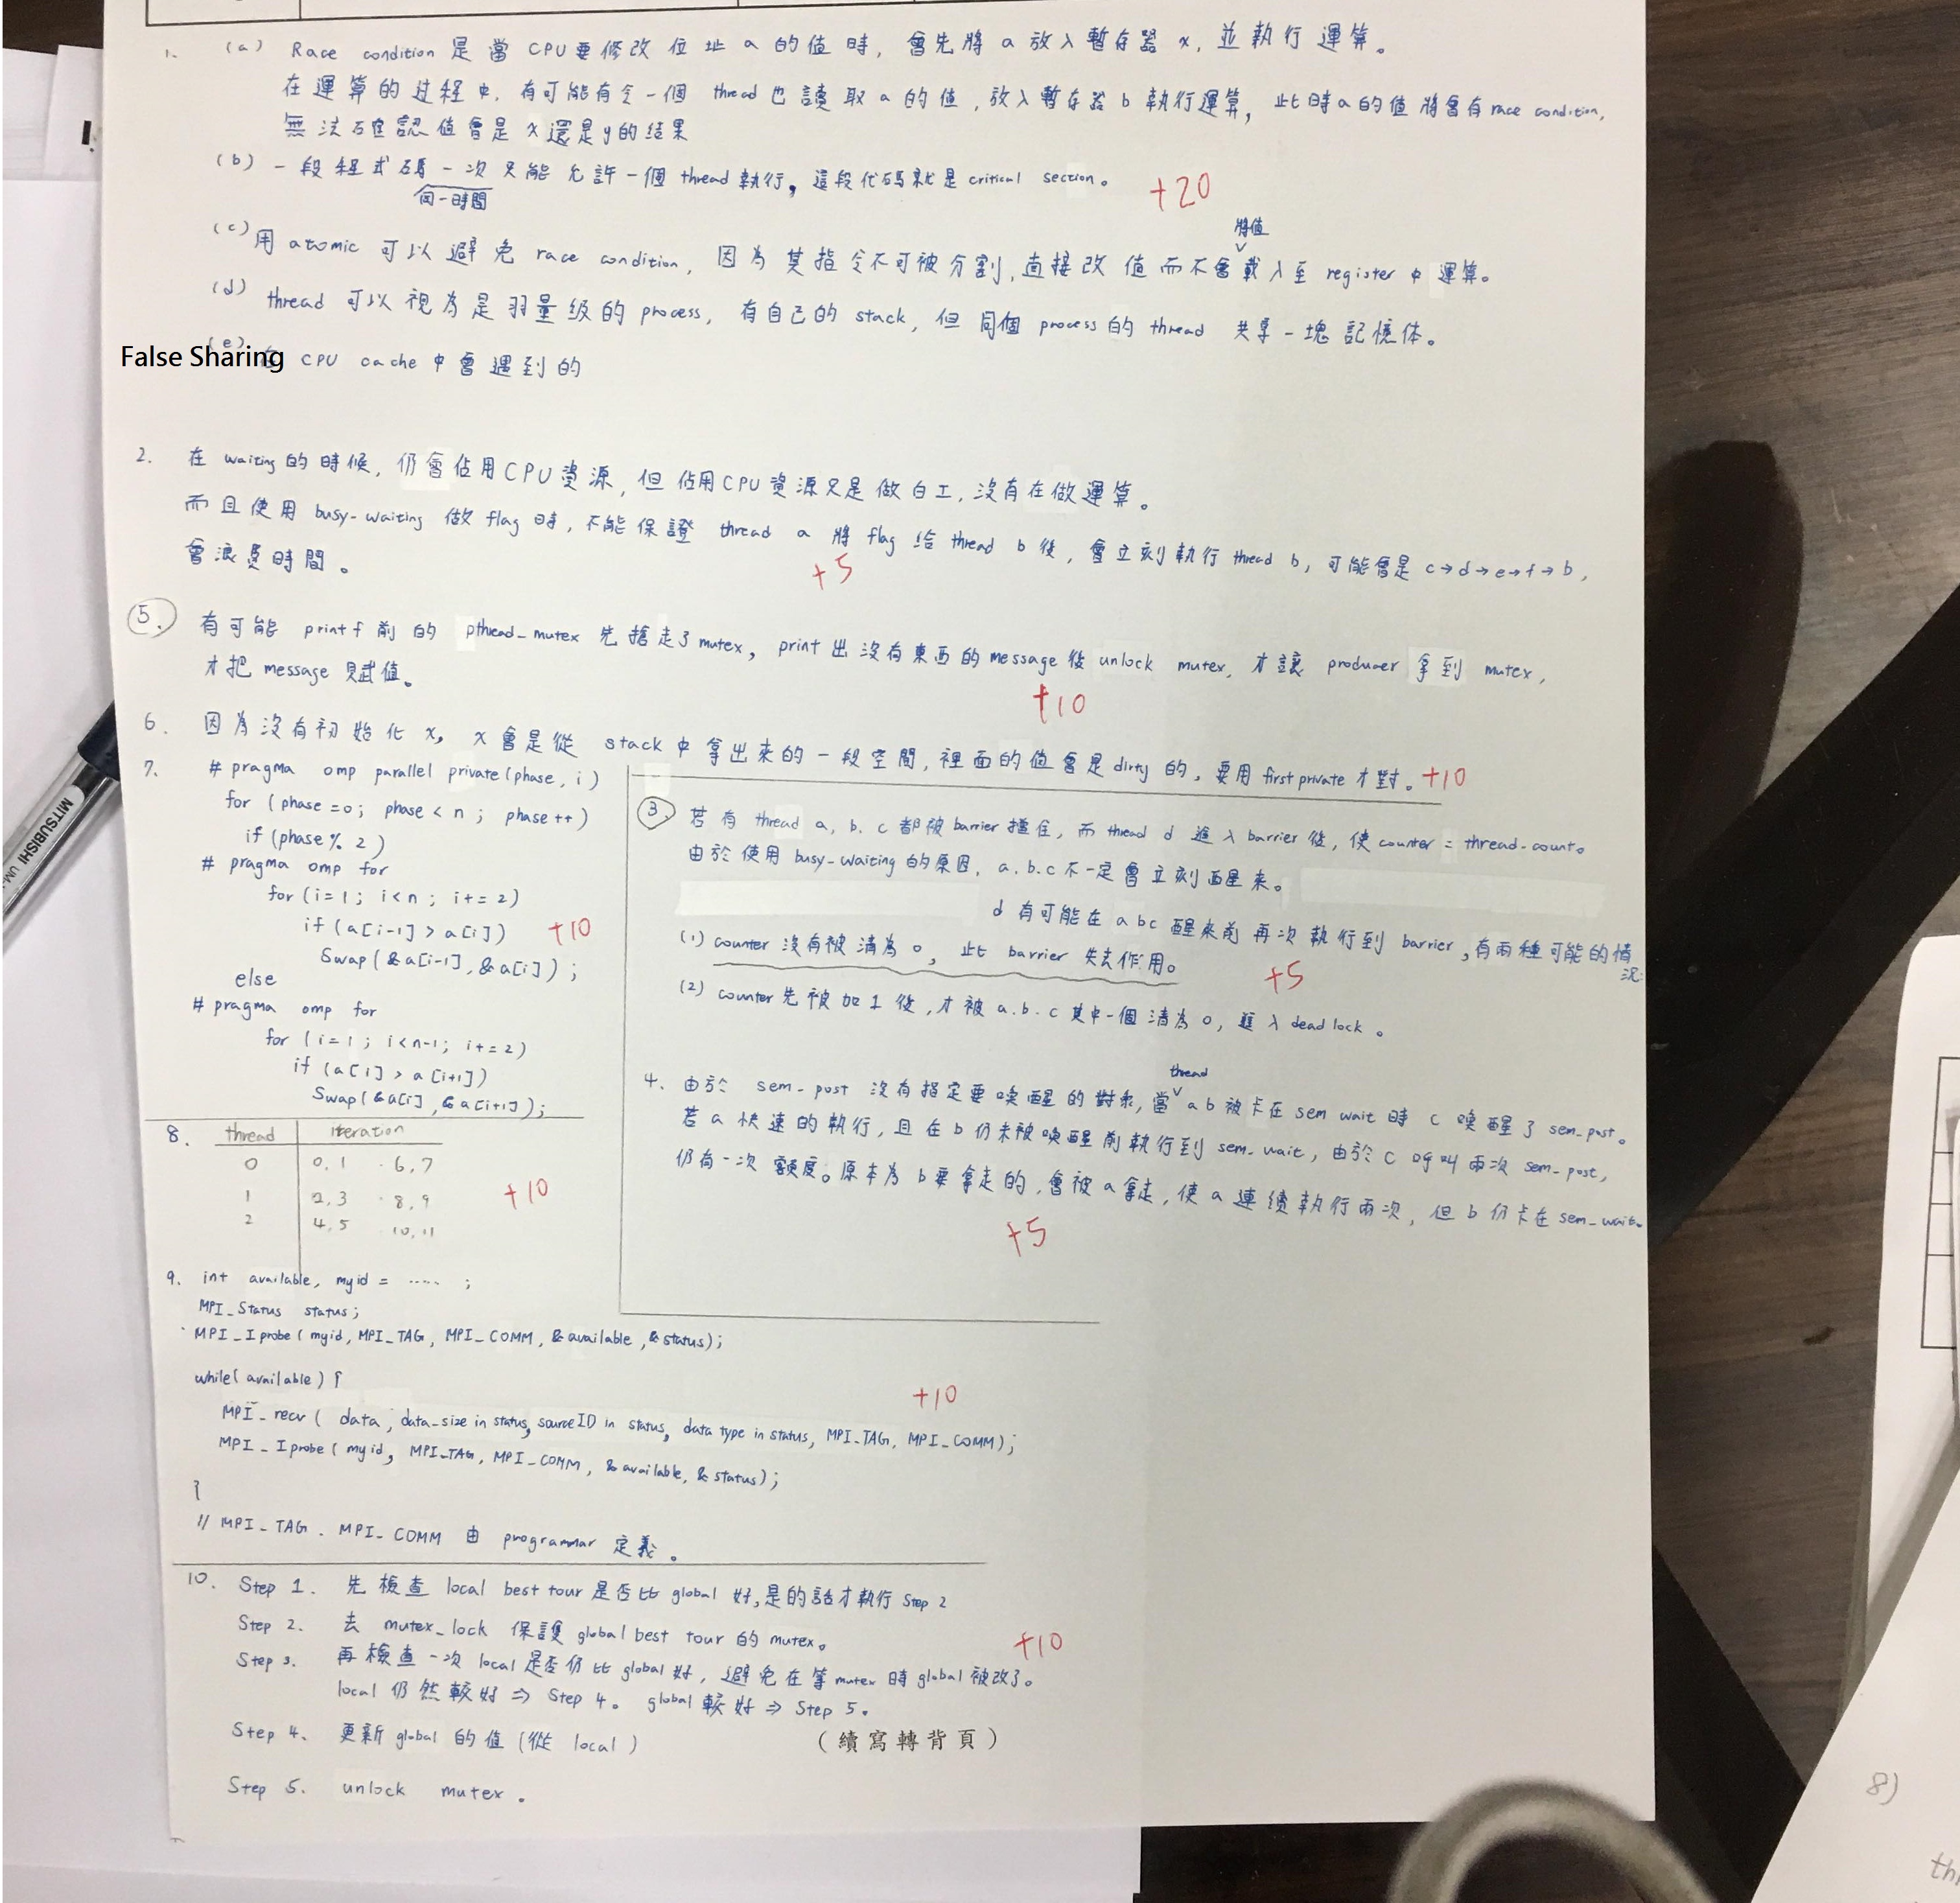 1. (a) Race condition 是當 CPU要修改位址 a 的值時, 會先將 a 放入暫存器 x, 並執行運算。
在運算的过程中, 有可能有令一個 thread 也讀取 a 的值, 放入暫存器 b 執行運算, 此時 a 的值將會有 race condition,
無法確認值會是 x 還是 y 的結果
(b) 一段程式碼一次只能允許一個 thread 執行, 這段代碼就是 critical section。
同一時間
+20
將值
(c) 用 atomic 可以避免 race condition, 因為其指令不可被分割, 直接改值而不會載入至 register 中運算。
(d) thread 可以視為是羽量級的 process, 有自己的 stack, 但同個 process 的 thread 共享一塊記憶体。
False Sharing
(e) CPU cache 中會遇到的
2. 在 waiting 的時候, 仍會佔用CPU資源, 但佔用CPU資源只是做白工, 沒有在做運算。
而且使用 busy-waiting 做 flag 時, 不能保證 thread a 將 flag 給 thread b 後, 會立刻執行 thread b, 可能會是 c→d→e→f→b,
會浪費時間。
+5
5. 有可能 printf 前的 pthread_mutex 先搶走了 mutex, print 出沒有東西的 message 後 unlock mutex, 才讓 producer 拿到 mutex,
才把 message 賦值。
+10
6. 因為沒有初始化 x, x 會是從 stack 中拿出來的一段空間, 裡面的值會是 dirty 的, 要用 first private 才對。 +10
7. # pragma omp parallel private(phase, i)
for (phase =0; phase < n; phase ++)
if (phase % 2)
# pragma omp for
for (i=1; i<n; i+=2)
if (a[i-1] > a[i])
Swap(&a[i-1], &a[i]);
+10
else
# pragma omp for
for (i=1; i<n-1; i+=2)
if (a[i] > a[i+1])
Swap(&a[i], &a[i+1]);
3. 若有 thread a, b, c 都被 barrier 擋住, 而 thread d 進入 barrier 後, 使 counter = thread-count。
由於使用 busy-waiting 的原因, a.b.c 不一定會立刻醒來。
d 有可能在 abc 醒來前再次執行到 barrier, 有兩種可能的情況:
(1) counter 沒有被清為 0, 此 barrier 失去作用。
+5
(2) counter 先被加 1 後, 才被 a.b.c 其中一個清為 0, 進入 dead lock。
thread
4. 由於 sem_post 沒有指定要喚醒的對象, 當 a b 被卡在 sem wait 時 c 喚醒了 sem_post。
若 a 快速的執行, 且在 b 仍未被喚醒前執行到 sem_wait, 由於 c 呼叫兩次 sem_post,
仍有一次額度。原本為 b 要拿走的, 會被 a 拿走, 使 a 連續執行兩次, 但 b 仍卡在 sem_wait。
+5
8. thread iteration
0 0, 1 6, 7
1 2, 3 8, 9
2 4, 5 10, 11
+10
9. int available, myid = ..... ;
MPI_Status status;
MPI_Iprobe(myid, MPI_TAG, MPI_COMM, &available, &status);
while(available) {
+10
MPI_recv( data, data_size in status, source ID in status, data type in status, MPI_TAG, MPI_COMM);
MPI_Iprobe(myid, MPI_TAG, MPI_COMM, &available, &status);
}
// MPI_TAG . MPI_COMM 由 programmar 定義。
10. Step 1. 先檢查 local best tour 是否比 global 好, 是的話才執行 Step 2
Step 2. 去 mutex_lock 保護 global best tour 的 mutex。
+10
Step 3. 再檢查一次 local 是否仍比 global 好, 避免在等 mutex 時 global 被改了。
local 仍然較好 ⇒ Step 4。 global 較好 ⇒ Step 5。
Step 4. 更新 global 的值 (從 local)
(續寫轉背頁)
Step 5. unlock mutex。
8)